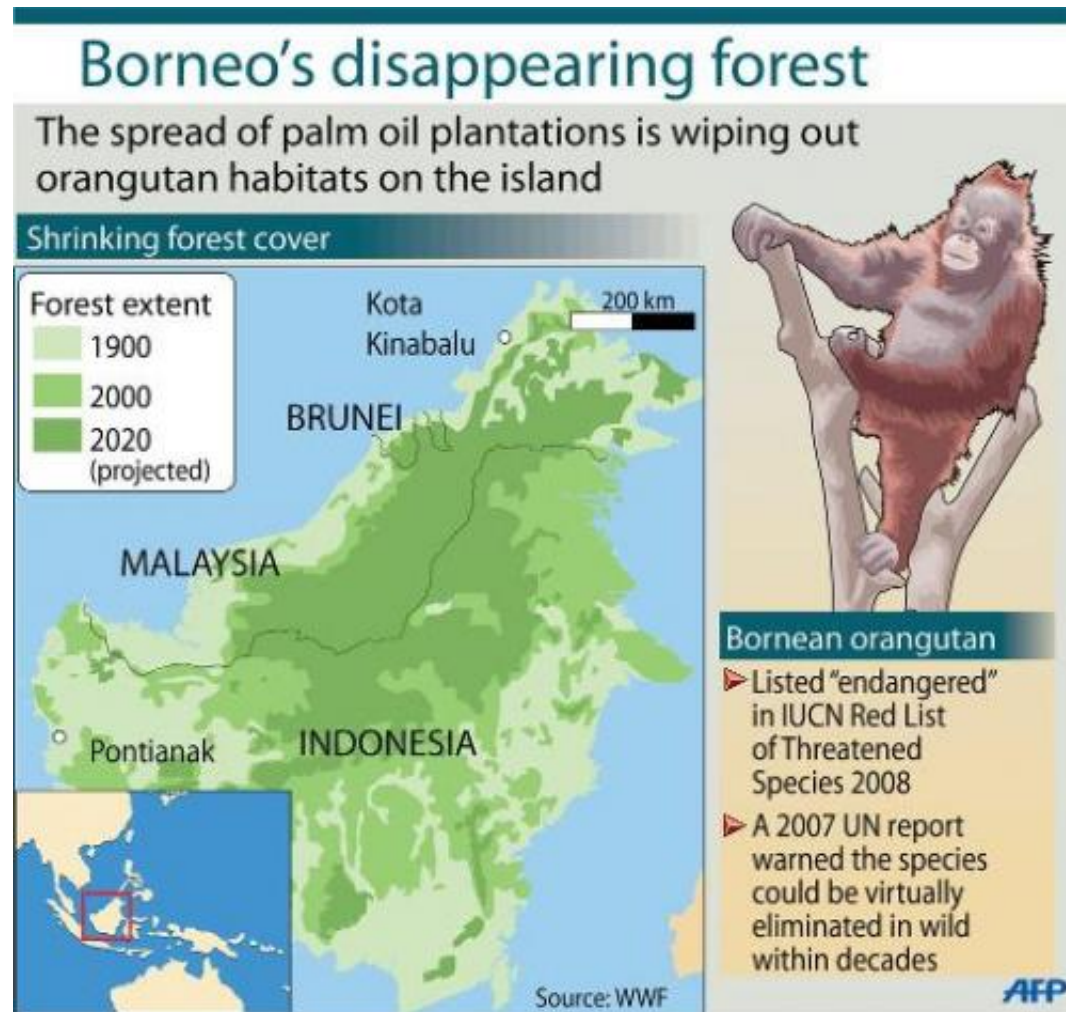 Borneo's disappearing forest
The spread of palm oil plantations is wiping out
orangutan habitats on the island
Shrinking forest cover
Forest extent
1900
2000
2020
(projected)
Kota
Kinabalu
200 km
BRUNEI
MALAYSIA
INDONESIA
Pontianak
Source: WWF
Bornean orangutan
Listed "endangered"
in IUCN Red List
of Threatened
Species 2008
A 2007 UN report
warned the species
could be virtually
eliminated in wild
within decades
AFP